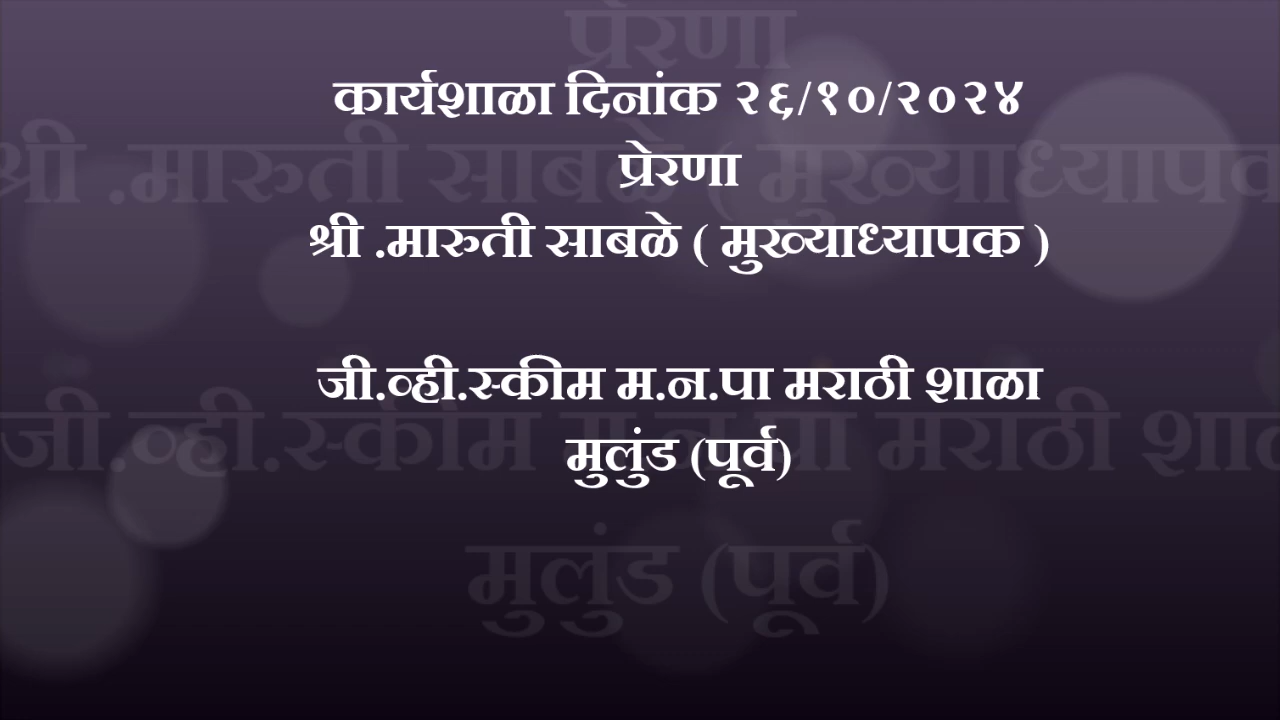 कार्यशाळा दिनांक २६/१०/२०२४
प्रेरणा
श्री .मारुती साबळे ( मुख्याध्यापक )
जी.व्ही.स्कीम म.न.पा मराठी शाळा
मुलुंड (पूर्व)